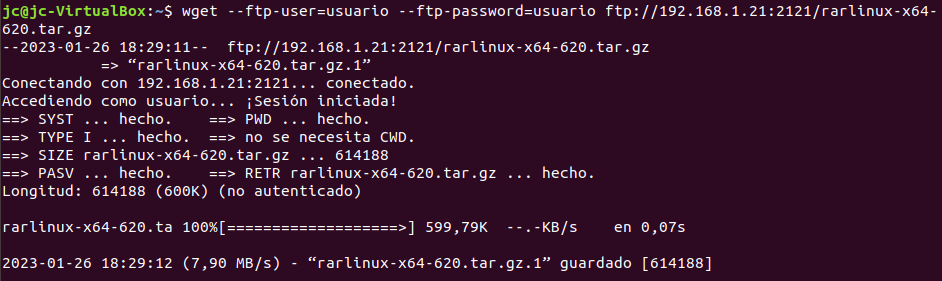 jc@jc-VirtualBox:~$ wget --ftp-user=usuario --ftp-password=usuario ftp://192.168.1.21:2121/rarlinux-x64-
620.tar.gz
--2023-01-26 18:29:11--  ftp://192.168.1.21:2121/rarlinux-x64-620.tar.gz
           => “rarlinux-x64-620.tar.gz.1”
Conectando con 192.168.1.21:2121... conectado.
Accediendo como usuario... ¡Sesión iniciada!
==> SYST ... hecho.   ==> PWD ... hecho.
==> TYPE I ... hecho.  ==> no se necesita CWD.
==> SIZE rarlinux-x64-620.tar.gz ... 614188
==> PASV ... hecho.   ==> RETR rarlinux-x64-620.tar.gz ... hecho.
Longitud: 614188 (600K) (no autenticado)

rarlinux-x64-620.ta 100%[===================>] 599,79K  --.-KB/s    en 0,07s

2023-01-26 18:29:12 (7,90 MB/s) - “rarlinux-x64-620.tar.gz.1” guardado [614188]